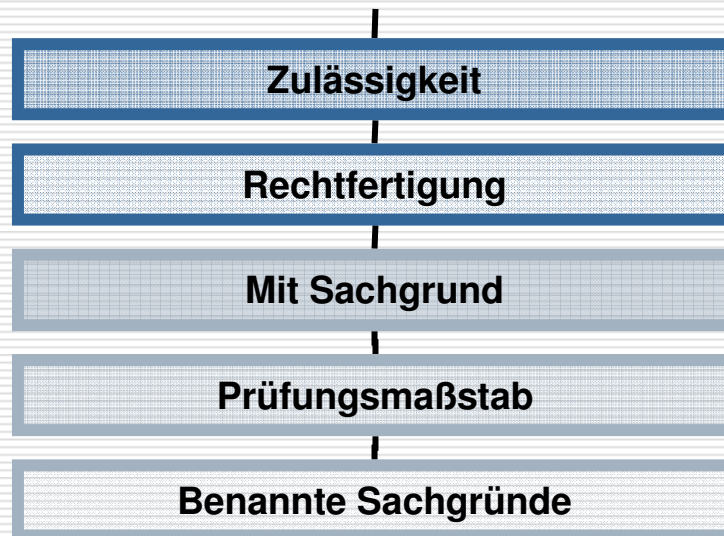 Zulässigkeit
Rechtfertigung
Mit Sachgrund
Prüfungsmaßstab
Benannte Sachgründe